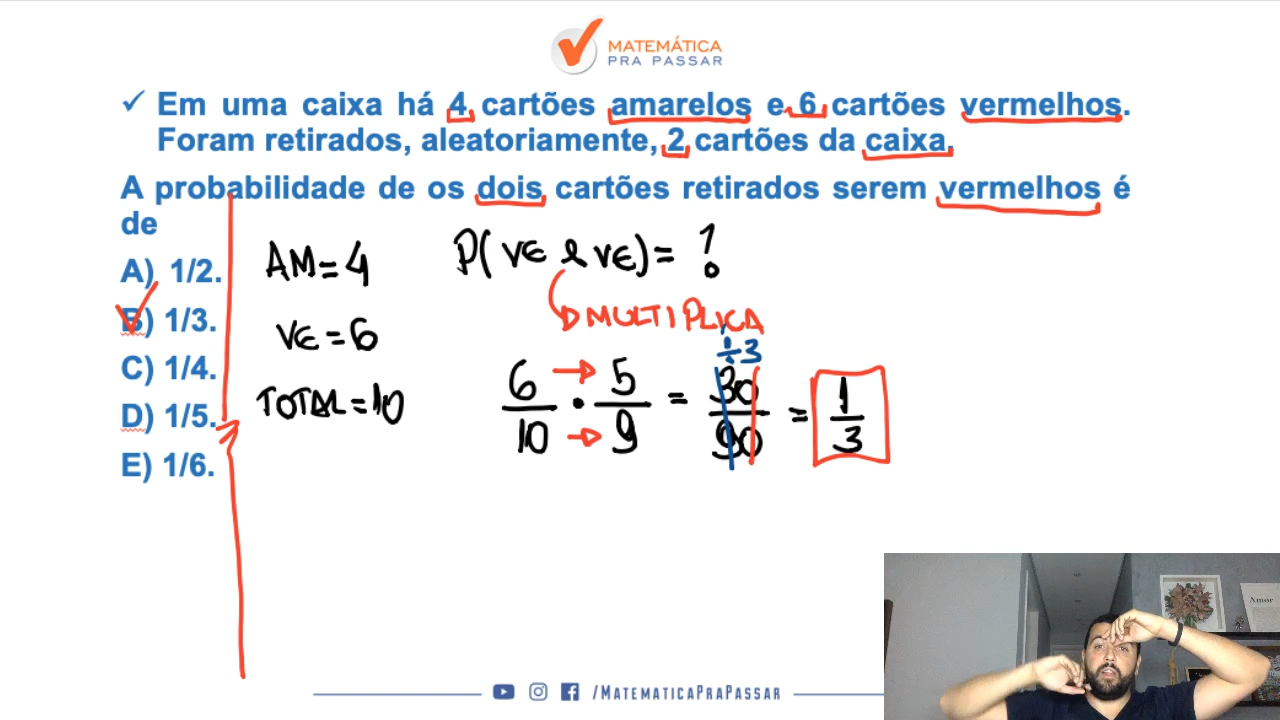 MATEMÁTICA
PRA PASSAR
✓ Em uma caixa há 4 cartões amarelos e 6 cartões vermelhos.
Foram retirados, aleatoriamente, 2 cartões da caixa.
A probabilidade de os dois cartões retirados serem vermelhos é
de
A) 1/2.
B) 1/3.
C) 1/4.
D) 1/5.
E) 1/6.
AM = 4
VE = 6
TOTAL = 10
P( VE e VE) = ?
MULTIPLICA
÷3
6/10 • 5/9 = 30/90 = 1/3
Amor
/MATEMATICAPRAPASSAR